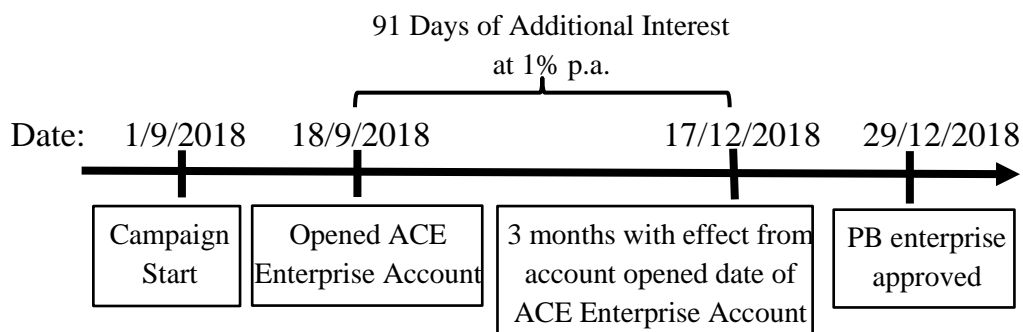 91 Days of Additional Interest
at 1% p.a.
Date: 1/9/2018 18/9/2018 17/12/2018 29/12/2018
Campaign
Start
Opened ACE
Enterprise Account
3 months with effect from
account opened date of
ACE Enterprise Account
PB enterprise
approved